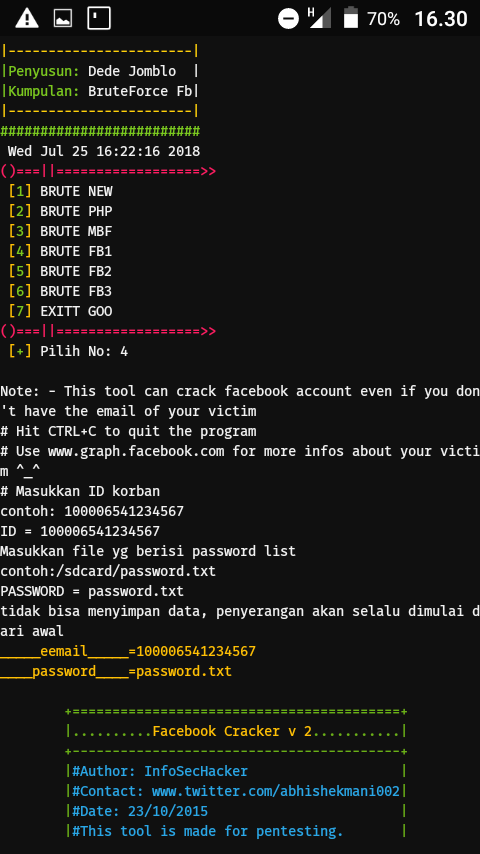 H 70% 16.30
|-----------------------|
|Penyusun: Dede Jomblo  |
|Kumpulan: BruteForce Fb|
|-----------------------|
#########################
Wed Jul 25 16:22:16 2018
()===||==================>>
[1] BRUTE NEW
[2] BRUTE PHP
[3] BRUTE MBF
[4] BRUTE FB1
[5] BRUTE FB2
[6] BRUTE FB3
[7] EXITT GOO
()===||==================>>
[+] Pilih No: 4
Note: - This tool can crack facebook account even if you don
't have the email of your victim
# Hit CTRL+C to quit the program
# Use www.graph.facebook.com for more infos about your victi
m ^_^
# Masukkan ID korban
contoh: 100006541234567
ID = 100006541234567
Masukkan file yg berisi password list
contoh:/sdcard/password.txt
PASSWORD = password.txt
tidak bisa menyimpan data, penyerangan akan selalu dimulai d
ari awal
_____eemail_____=100006541234567
____password____=password.txt
+=========================================+
|..........Facebook Cracker v 2...........|
+-----------------------------------------+
|#Author: InfoSecHacker                   |
|#Contact: www.twitter.com/abhishekmani002|
|#Date: 23/10/2015                        |
|#This tool is made for pentesting.       |